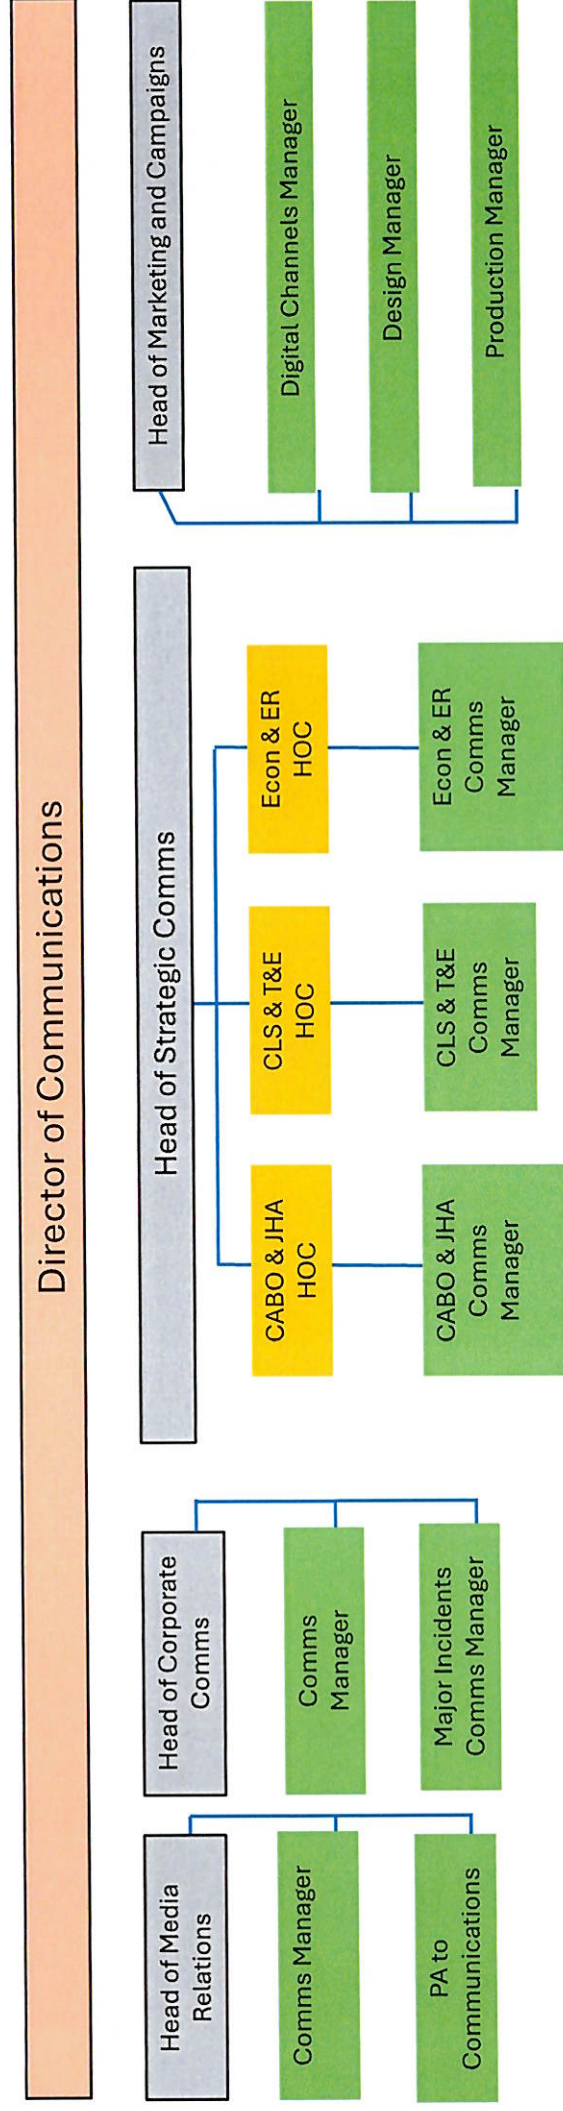 Director of Communications
Head of Media
Relations
Comms Manager
PA to
Communications
Head of Corporate
Comms
Comms
Manager
Major Incidents
Comms Manager
Head of Strategic Comms
CABO & JHA
HOC
CLS & T&E
HOC
Econ & ER
HOC
CABO & JHA
Comms
Manager
CLS & T&E
Comms
Manager
Econ & ER
Comms
Manager
Head of Marketing and Campaigns
Digital Channels Manager
Design Manager
Production Manager